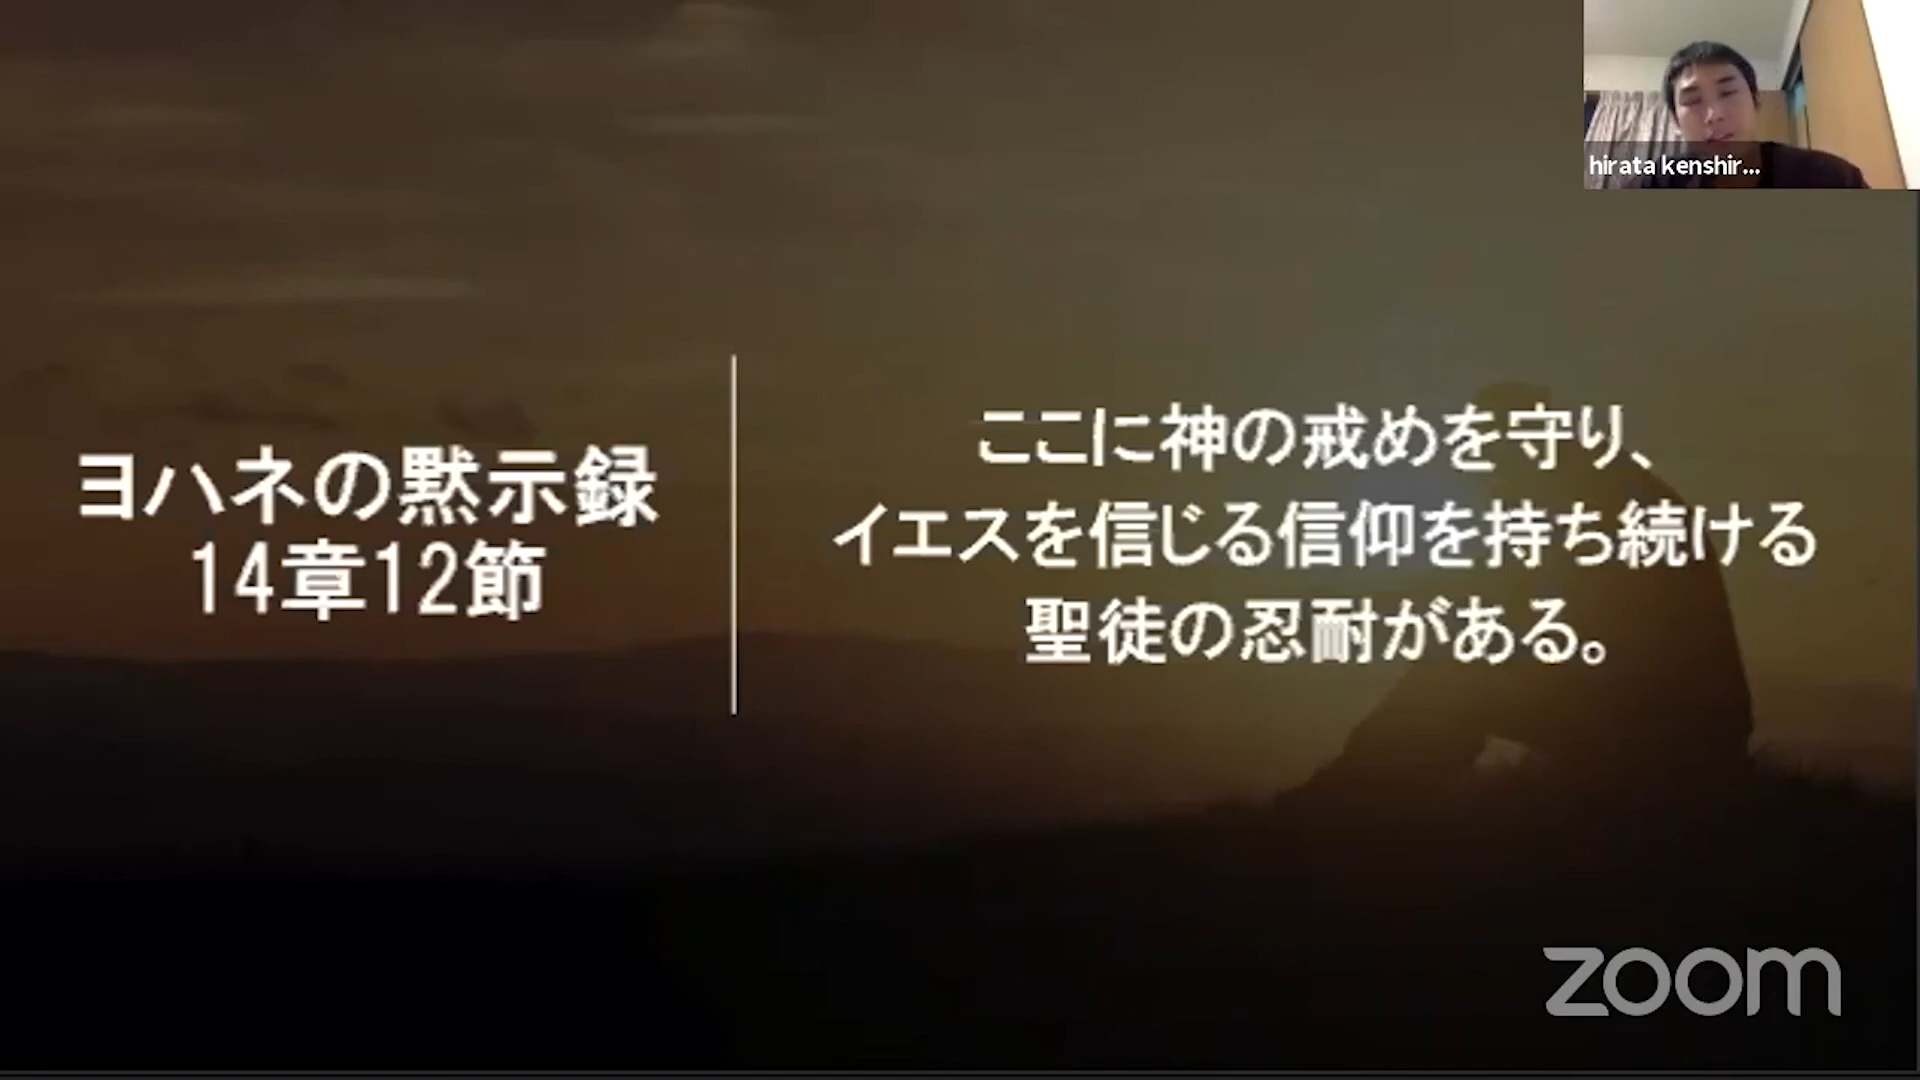 hirata kenshir...
ヨハネの黙示録
14章12節
ここに神の戒めを守り、
イエスを信じる信仰を持ち続ける
聖徒の忍耐がある。
zoom